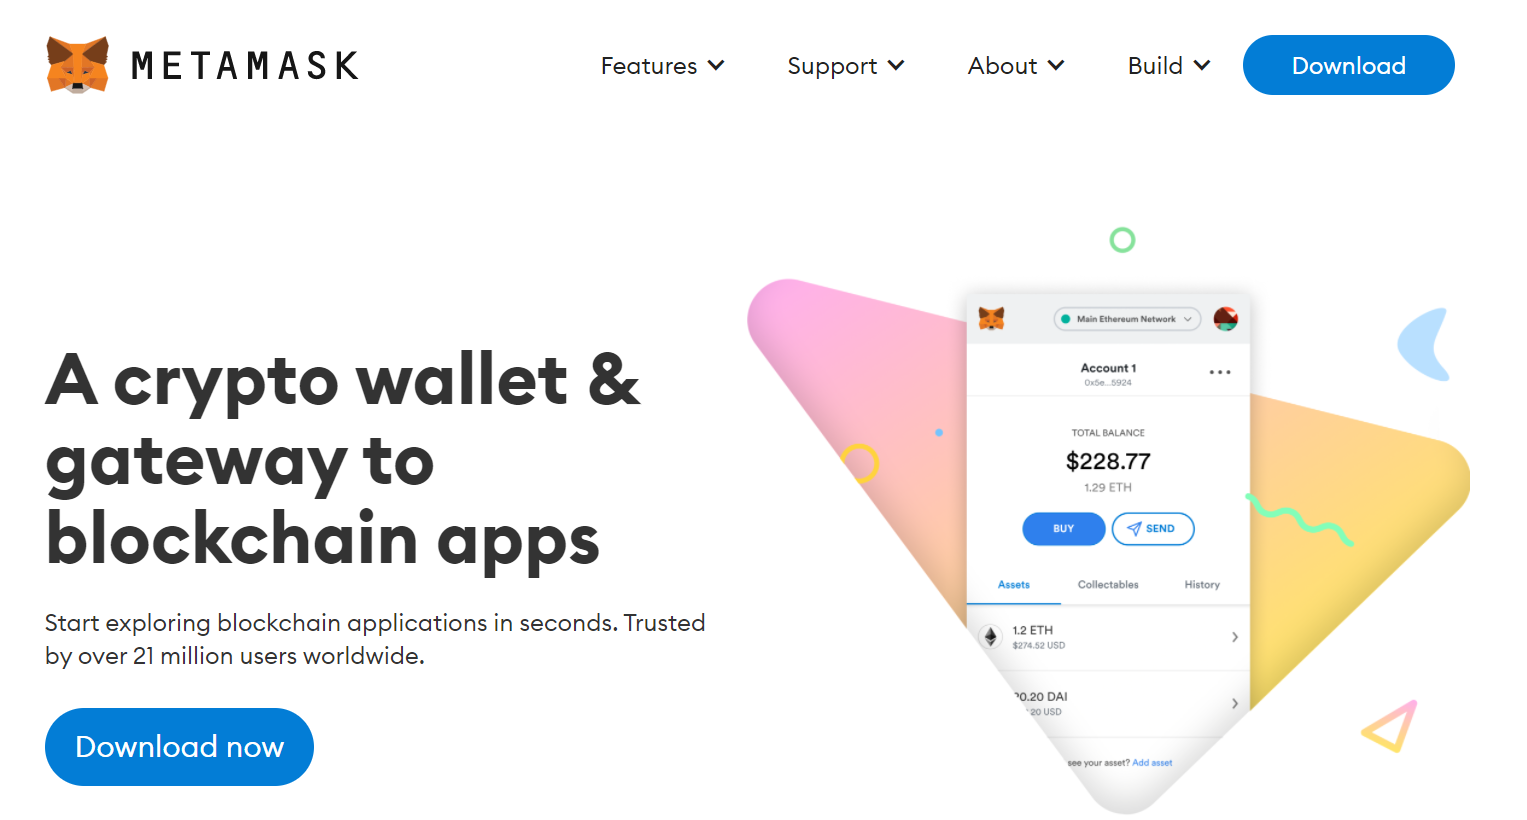 METAMASK
Features
Support
About
Build
Download
A crypto wallet &
gateway to
blockchain apps
Start exploring blockchain applications in seconds. Trusted
by over 21 million users worldwide.
Download now
Main Ethereum Network
Account 1
0x5e...5924
TOTAL BALANCE
$228.77
1.29 ETH
BUY
SEND
Assets
Collectables
History
1.2 ETH
$274.52 USD
0.20 DAI
20 USD
see your asset? Add asset